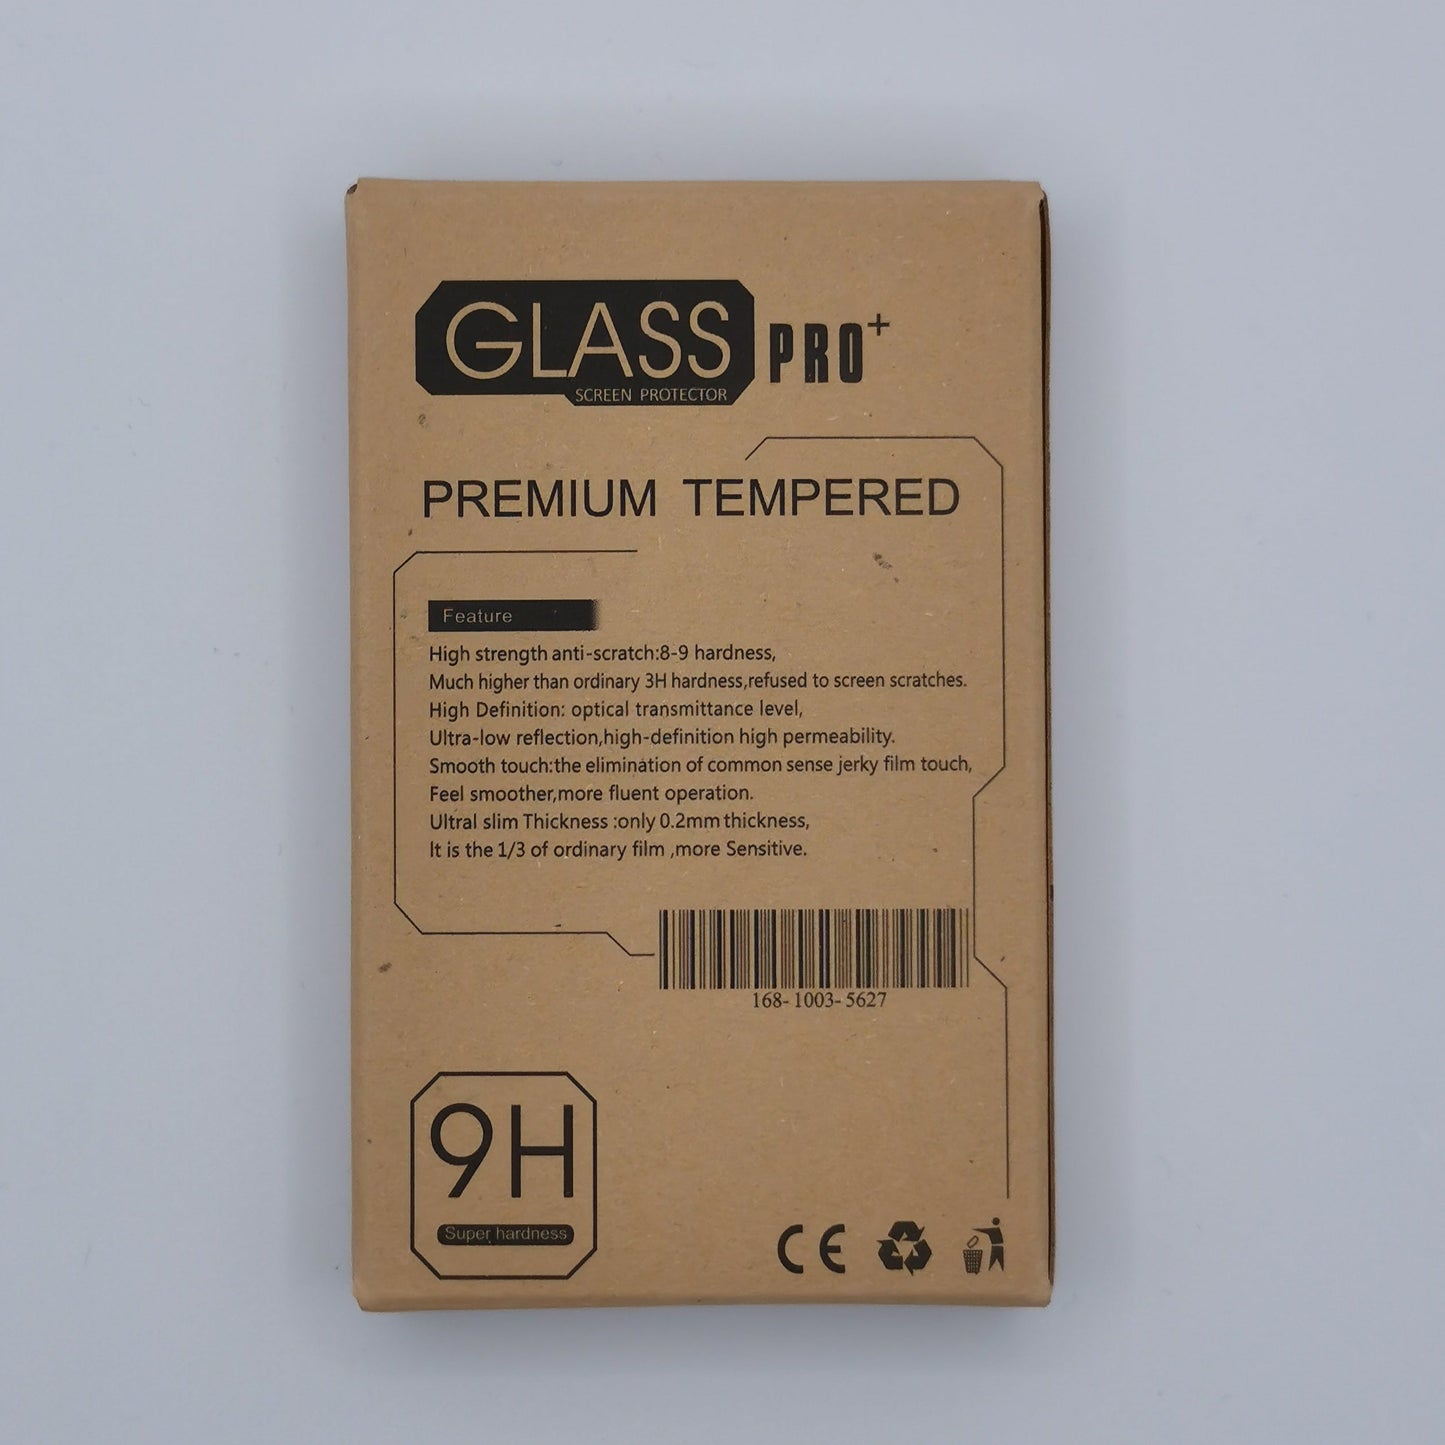 GLASS PRO+
SCREEN PROTECTOR
PREMIUM TEMPERED
Feature
High strength anti-scratch:8-9 hardness,
Much higher than ordinary 3H hardness,refused to screen scratches.
High Definition: optical transmittance level,
Ultra-low reflection,high-definition high permeability.
Smooth touch:the elimination of common sense jerky film touch,
Feel smoother,more fluent operation.
Ultral slim Thickness :only 0.2mm thickness,
It is the 1/3 of ordinary film ,more Sensitive.
168-1003-5627
9H
Super hardness
CE